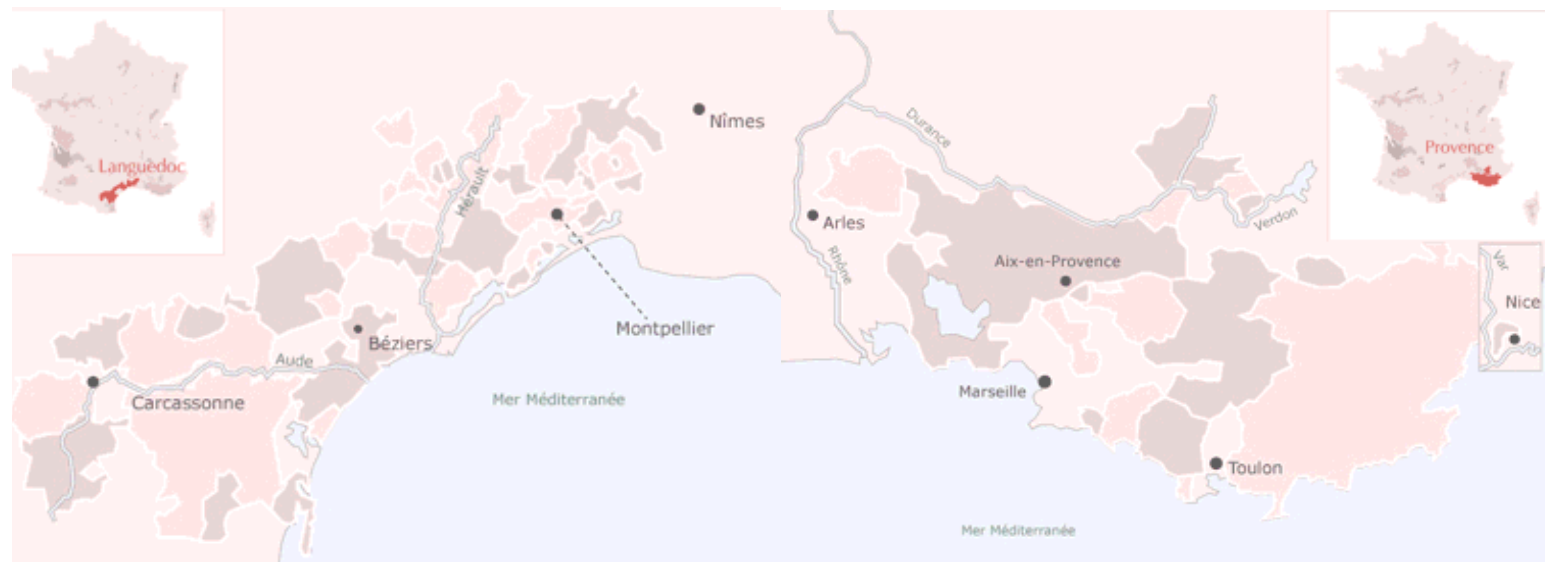 Languedoc
Nîmes
Hérault
Montpellier
Béziers
Aude
Carcassonne
Mer Méditerranée
Provence
Durance
Arles
Rhône
Verdon
Aix-en-Provence
Var
Nice
Marseille
Toulon
Mer Méditerranée